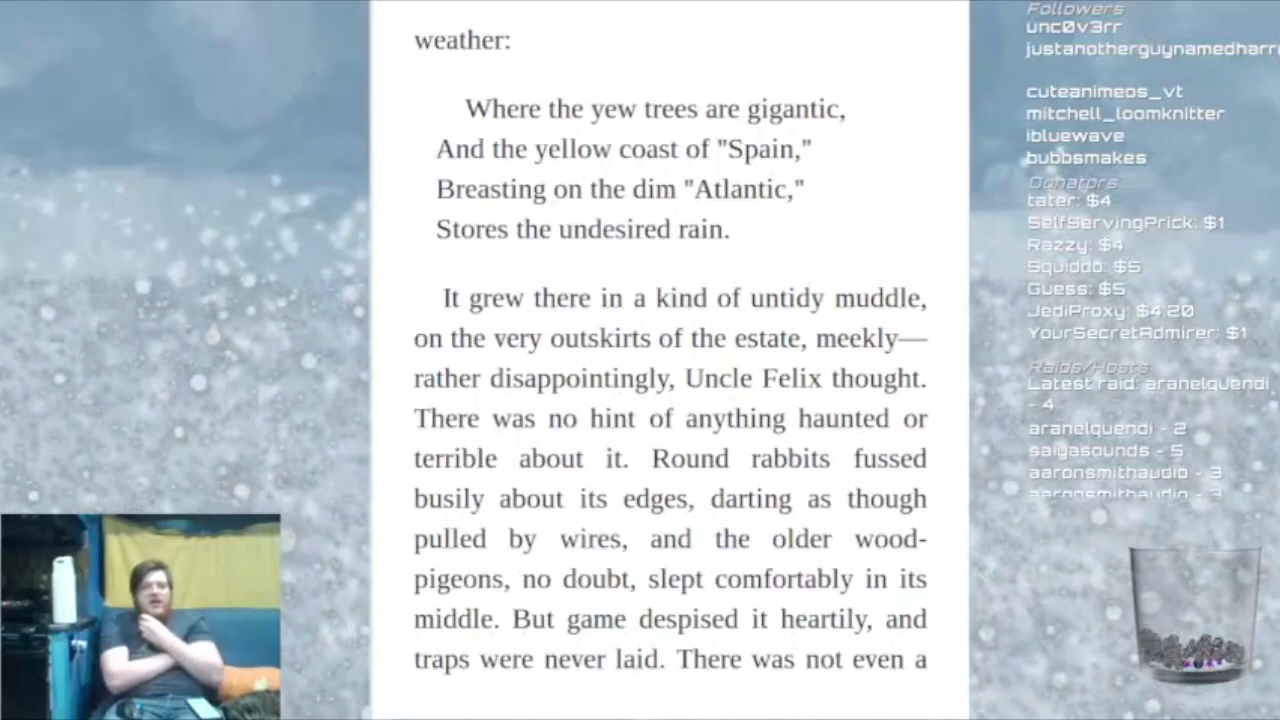 weather:
Where the yew trees are gigantic,
And the yellow coast of "Spain,"
Breasting on the dim "Atlantic,"
Stores the undesired rain.
It grew there in a kind of untidy muddle,
on the very outskirts of the estate, meekly—
rather disappointingly, Uncle Felix thought.
There was no hint of anything haunted or
terrible about it. Round rabbits fussed
busily about its edges, darting as though
pulled by wires, and the older wood-
pigeons, no doubt, slept comfortably in its
middle. But game despised it heartily, and
traps were never laid. There was not even a
Followers
unc0v3rr
cuteanimeos_vt
mitchell_loomknitter
ibluewave
bubbsmakes
Donators
tater: $4
SelfServingPrick: $1
Razzy: $4
Squiddo: $5
Guess: $5
JediProxy: $4.20
YourSecretAdmirer: $1
Raids/Hosts
Latest raid: aranelquendi
- 4
aranelquendi - 2
saiyasounds - 5
aaronsmithaudio - 3